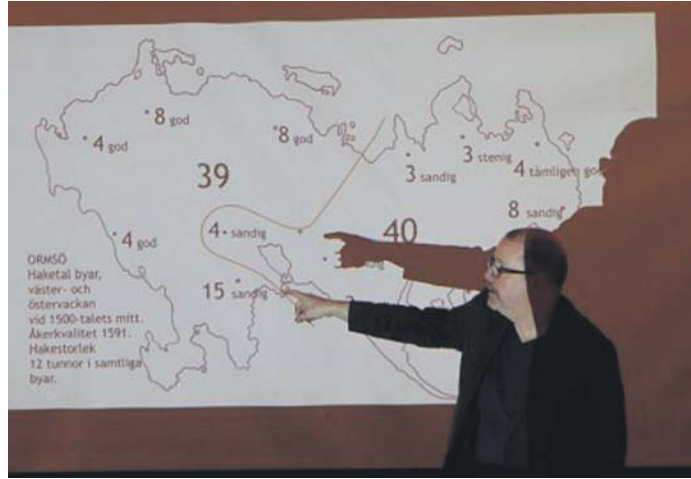 8 god
8 god
4 god
3 stenig
3 sandig
4 tämligen
39
8 sandig
4 sandig
40
4 god
3
15 sandig
ORMSÖ
Haketal byar,
väster- och
östervackan
vid 1500-talets mitt.
Åkerkvalitet 1591.
Hakestorlek
12 tunnor i samtliga
byar.